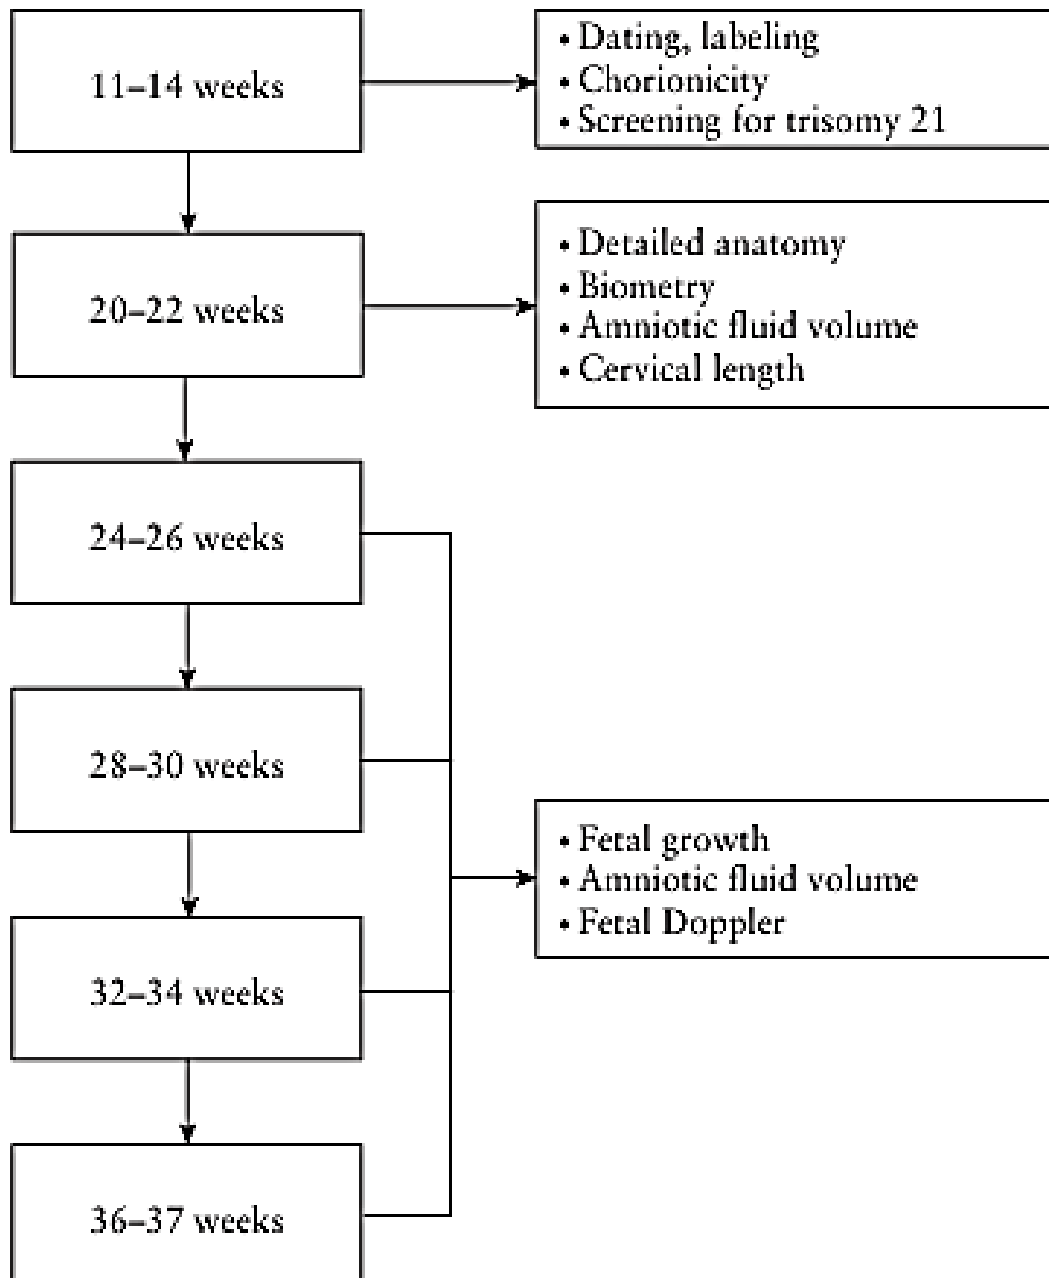 11–14 weeks
• Dating, labeling
• Chorionicity
• Screening for trisomy 21
20–22 weeks
• Detailed anatomy
• Biometry
• Amniotic fluid volume
• Cervical length
24–26 weeks
28–30 weeks
32–34 weeks
36–37 weeks
• Fetal growth
• Amniotic fluid volume
• Fetal Doppler